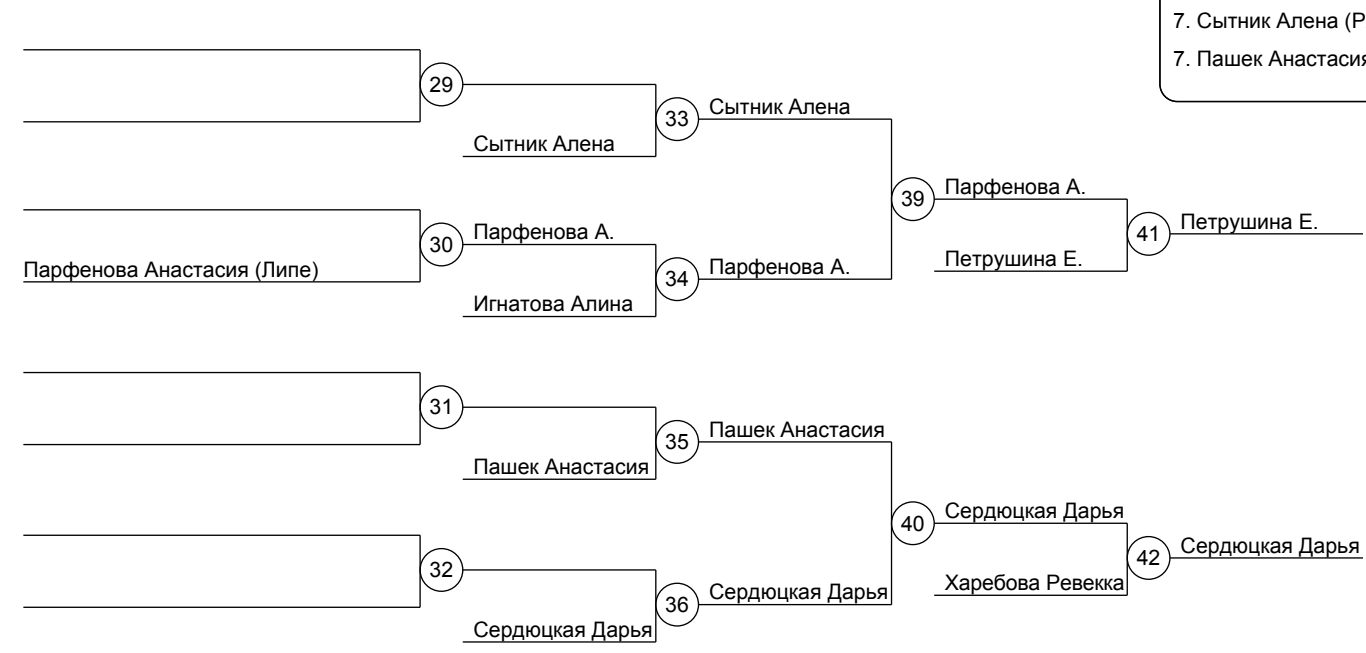 7. Сытник Алена (Р
7. Пашек Анастасия
29
33
Сытник Алена
Сытник Алена
39
Парфенова А.
30
Парфенова А.
41
Петрушина Е.
Парфенова Анастасия (Липе)
34
Парфенова А.
Петрушина Е.
Игнатова Алина
31
35
Пашек Анастасия
Пашек Анастасия
40
Сердюцкая Дарья
42
Сердюцкая Дарья
32
36
Сердюцкая Дарья
Харебова Ревекка
Сердюцкая Дарья